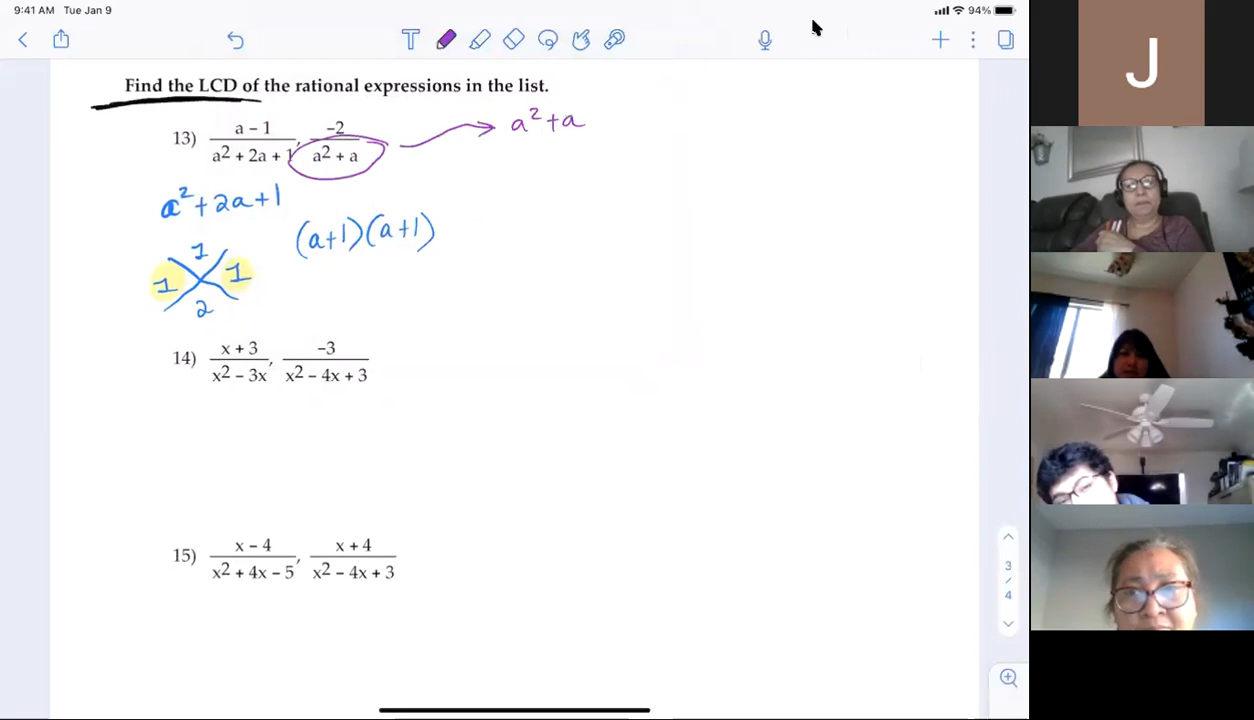 9:41 AM Tue Jan 9
94%
Find the LCD of the rational expressions in the list.
13) a – 1 / a² + 2a + 1, –2 / a² + a → a² + a
a² + 2a + 1
(a+1)(a+1)
1
1 1
2
14) x + 3 / x² – 3x, –3 / x² – 4x + 3
15) x – 4 / x² + 4x – 5, x + 4 / x² – 4x + 3
3
/
4
J